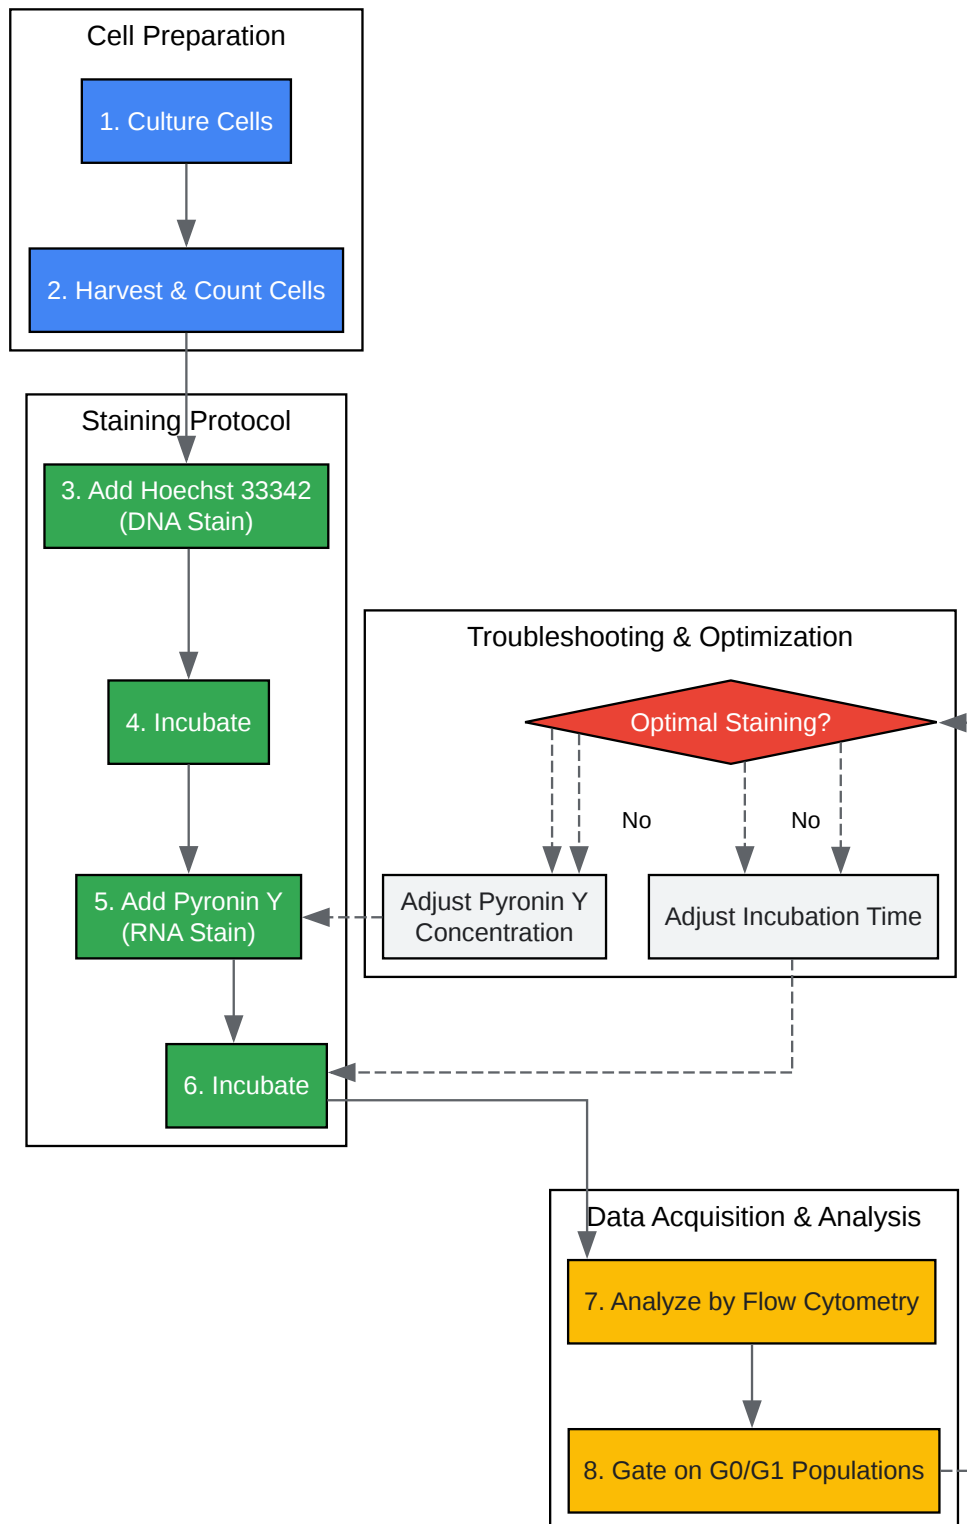 Cell Preparation
1. Culture Cells
2. Harvest & Count Cells
Staining Protocol
3. Add Hoechst 33342
(DNA Stain)
4. Incubate
5. Add Pyronin Y
(RNA Stain)
6. Incubate
Troubleshooting & Optimization
Optimal Staining?
No
No
Adjust Pyronin Y
Concentration
Adjust Incubation Time
Data Acquisition & Analysis
7. Analyze by Flow Cytometry
8. Gate on G0/G1 Populations